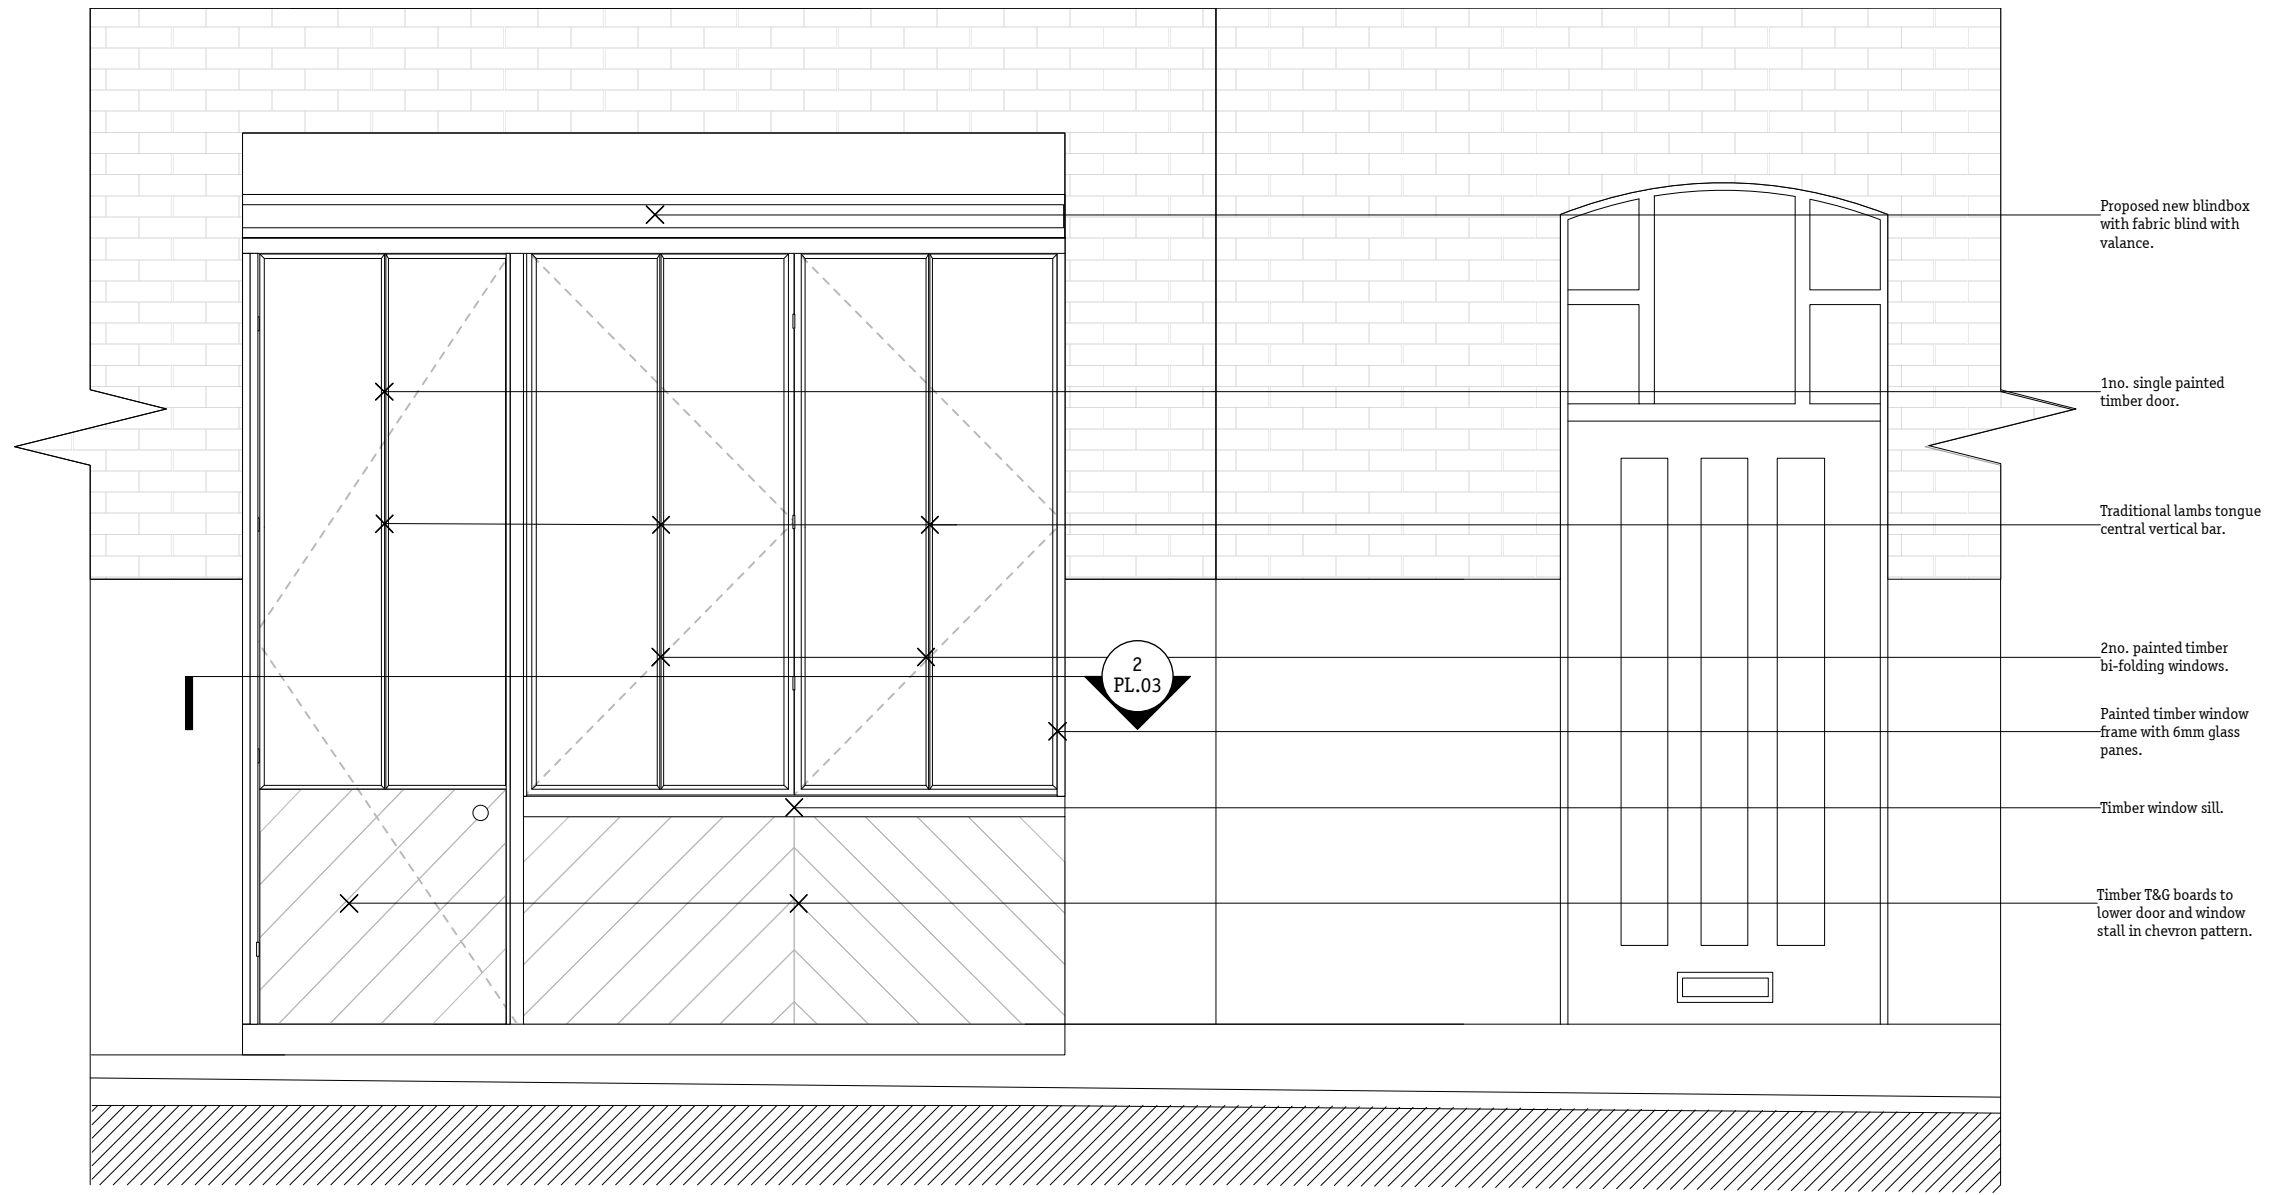 Proposed new blindbox
with fabric blind with
valance.
1no. single painted
timber door.
Traditional lambs tongue
central vertical bar.
2no. painted timber
bi-folding windows.
2
PL.03
Painted timber window
frame with 6mm glass
panes.
Timber window sill.
Timber T&G boards to
lower door and window
stall in chevron pattern.